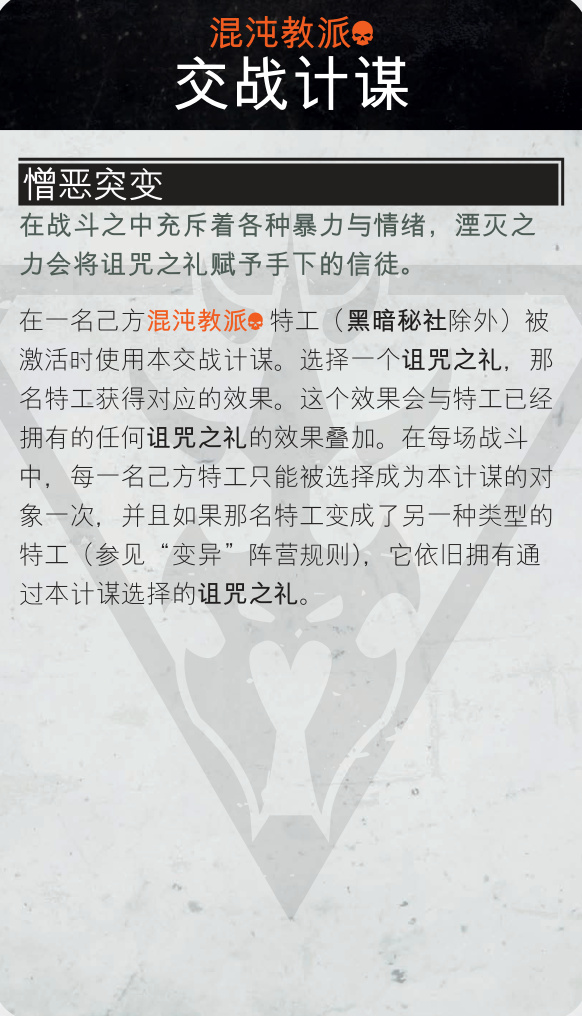 混沌教派
交战计谋
憎恶突变
在战斗之中充斥着各种暴力与情绪，湮灭之
力会将诅咒之礼赋予手下的信徒。
在一名己方混沌教派特工（黑暗秘社除外）被
激活时使用本交战计谋。选择一个诅咒之礼，那
名特工获得对应的效果。这个效果会与特工已经
拥有的任何诅咒之礼的效果叠加。在每场战斗
中，每一名己方特工只能被选择成为本计谋的对
象一次，并且如果那名特工变成了另一种类型的
特工（参见“变异”阵营规则），它依旧拥有通
过本计谋选择的诅咒之礼。